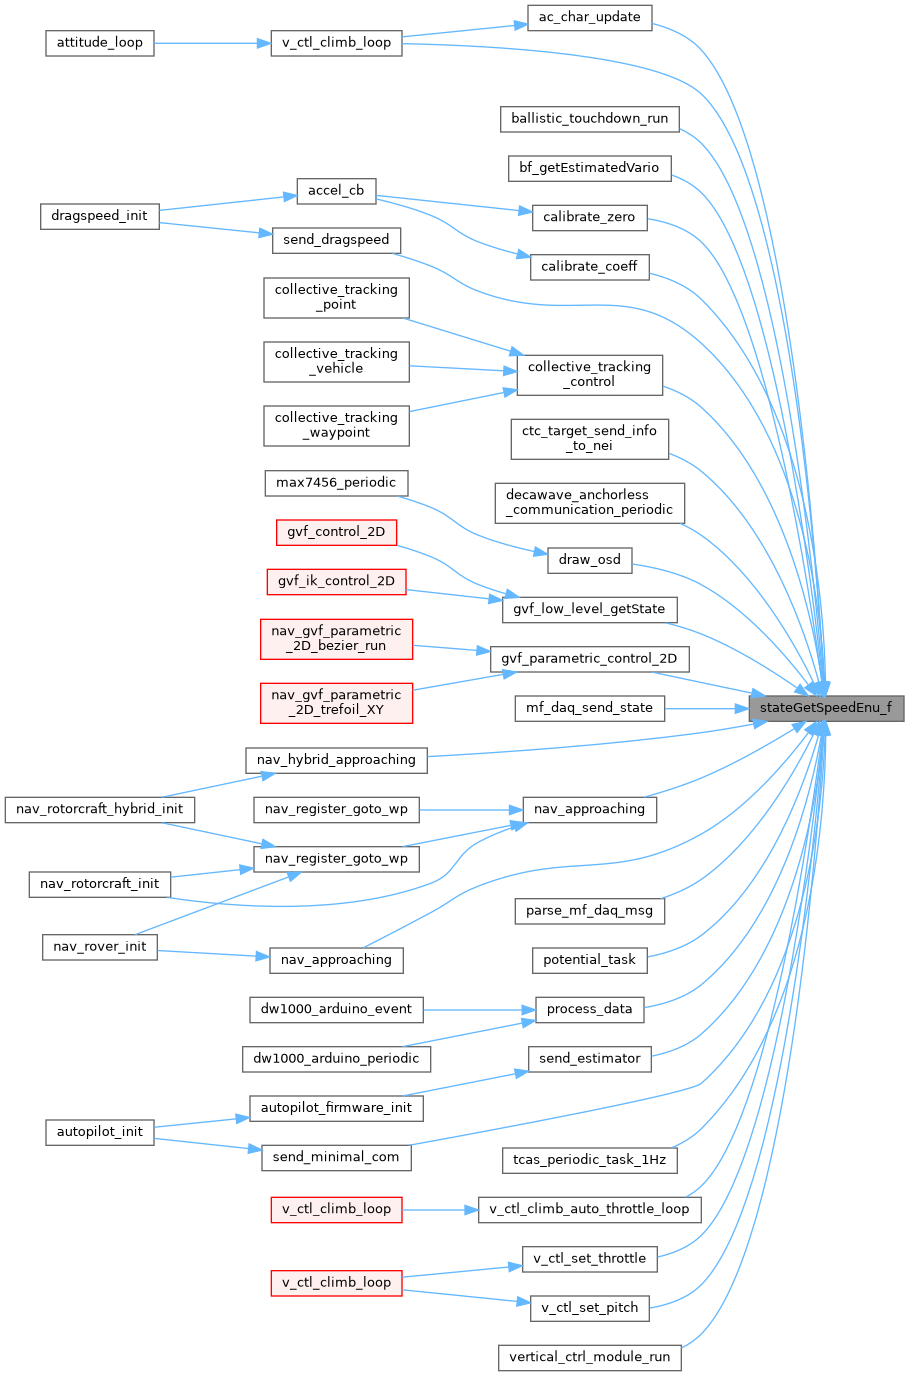 ac_char_update
attitude_loop
v_ctl_climb_loop
ballistic_touchdown_run
bf_getEstimatedVario
accel_cb
dragspeed_init
calibrate_zero
send_dragspeed
calibrate_coeff
collective_tracking
_point
collective_tracking
_vehicle
collective_tracking
_control
collective_tracking
_waypoint
ctc_target_send_info
_to_nei
max7456_periodic
decawave_anchorless
_communication_periodic
gvf_control_2D
draw_osd
gvf_ik_control_2D
gvf_low_level_getState
nav_gvf_parametric
_2D_bezier_run
gvf_parametric_control_2D
nav_gvf_parametric
_2D_trefoil_XY
mf_daq_send_state
stateGetSpeedEnu_f
nav_hybrid_approaching
nav_rotorcraft_hybrid_init
nav_register_goto_wp
nav_approaching
nav_register_goto_wp
nav_rotorcraft_init
parse_mf_daq_msg
nav_rover_init
nav_approaching
potential_task
dw1000_arduino_event
process_data
dw1000_arduino_periodic
send_estimator
autopilot_firmware_init
autopilot_init
send_minimal_com
tcas_periodic_task_1Hz
v_ctl_climb_loop
v_ctl_climb_auto_throttle_loop
v_ctl_set_throttle
v_ctl_climb_loop
v_ctl_set_pitch
vertical_ctrl_module_run